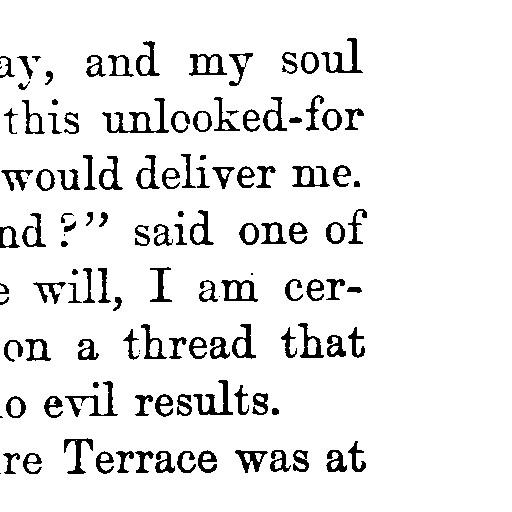 ay, and my soul
this unlooked-for
would deliver me.
nd?” said one of
e will, I am cer-
on a thread that
o evil results.
re Terrace was at